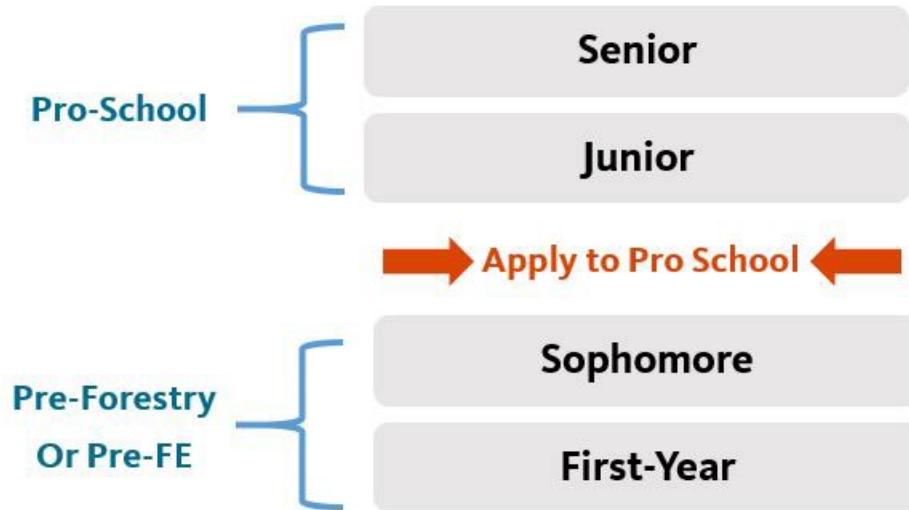 Senior
Pro-School
Junior
Apply to Pro School
Sophomore
Pre-Forestry
Or Pre-FE
First-Year